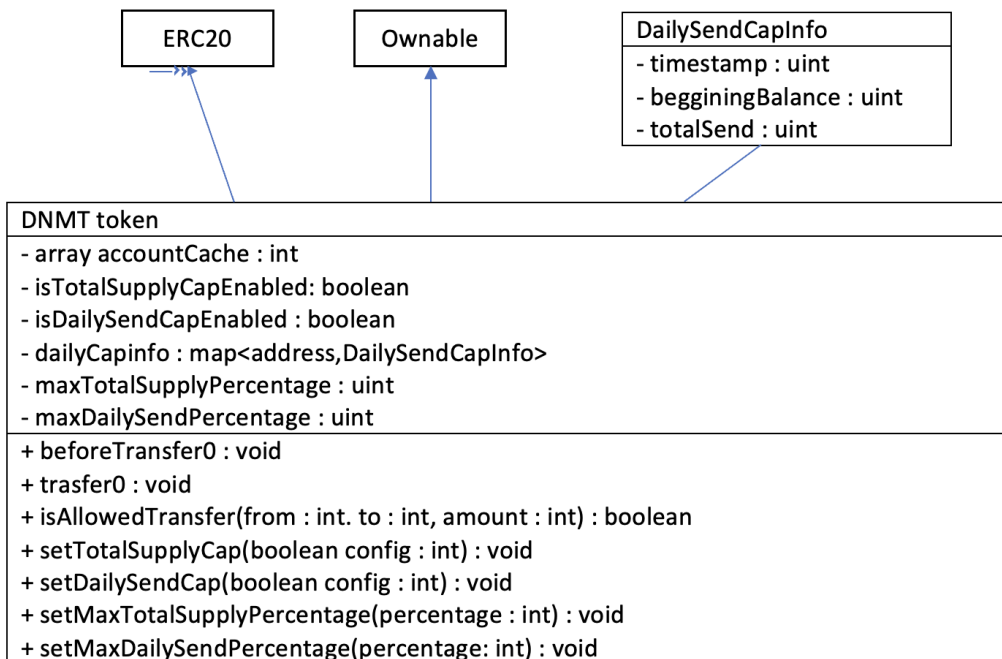 ERC20
Ownable
DailySendCapInfo
- timestamp : uint
- beggining​Balance : uint
- totalSend : uint
DNMT token
- array accountCache : int
- isTotalSupplyCapEnabled: boolean
- isDailySendCapEnabled : boolean
- dailyCapinfo : map<address,DailySendCapInfo>
- maxTotalSupplyPercentage : uint
- maxDailySendPercentage : uint
+ beforeTransfer0 : void
+ trasfer0 : void
+ isAllowedTransfer(from : int. to : int, amount : int) : boolean
+ setTotalSupplyCap(boolean config : int) : void
+ setDailySendCap(boolean config : int) : void
+ setMaxTotalSupplyPercentage(percentage : int) : void
+ setMaxDailySendPercentage(percentage: int) : void